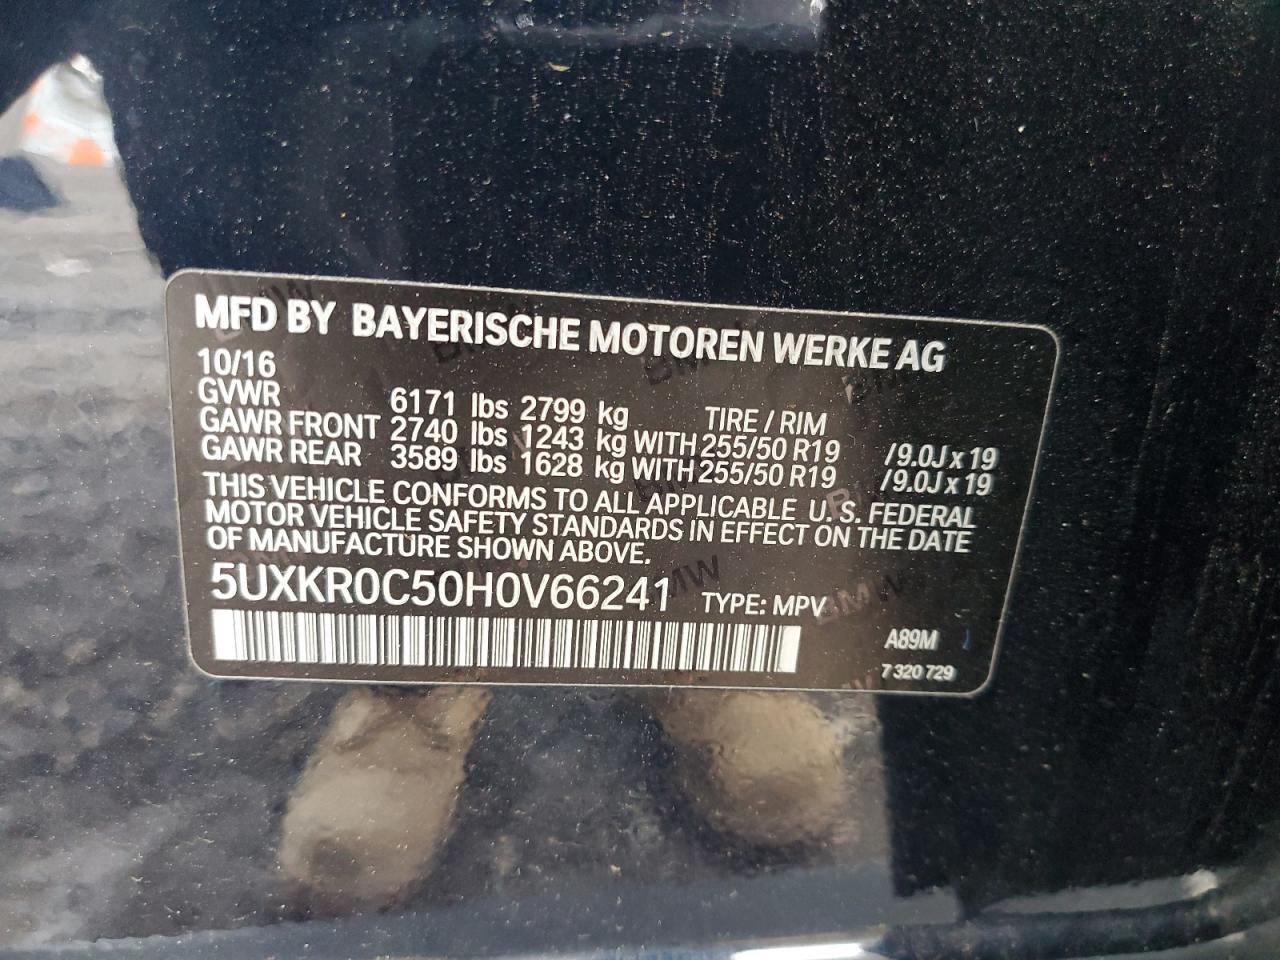 MFD BY BAYERISCHE MOTOREN WERKE AG
10/16
GVWR 6171 lbs 2799 kg TIRE / RIM
GAWR FRONT 2740 lbs 1243 kg WITH 255/50 R19 /9.0J x 19
GAWR REAR 3589 lbs 1628 kg WITH 255/50 R19 /9.0J x 19
THIS VEHICLE CONFORMS TO ALL APPLICABLE U. S. FEDERAL
MOTOR VEHICLE SAFETY STANDARDS IN EFFECT ON THE DATE
OF MANUFACTURE SHOWN ABOVE.
5UXKR0C50H0V66241 TYPE: MPV
A89M
7 320 729